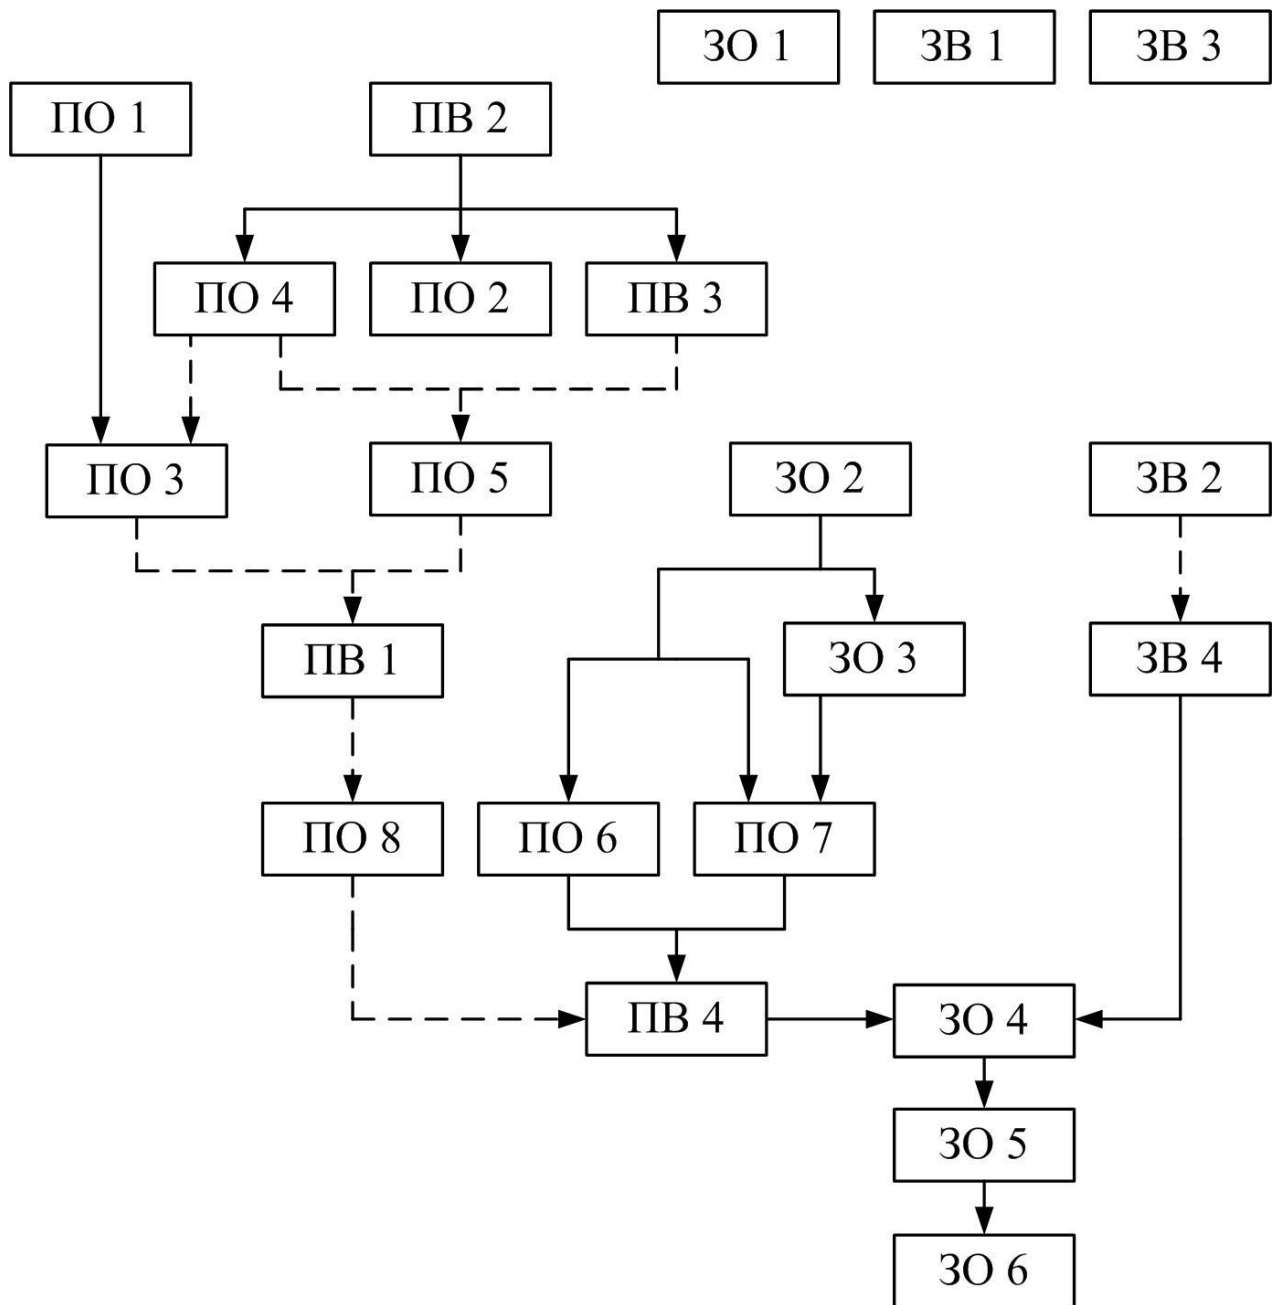 ЗО 1
ЗВ 1
ЗВ 3
ПО 1
ПВ 2
ПО 4
ПО 2
ПВ 3
ПО 3
ПО 5
ЗО 2
ЗВ 2
ПВ 1
ЗО 3
ЗВ 4
ПО 8
ПО 6
ПО 7
ПВ 4
ЗО 4
ЗО 5
ЗО 6